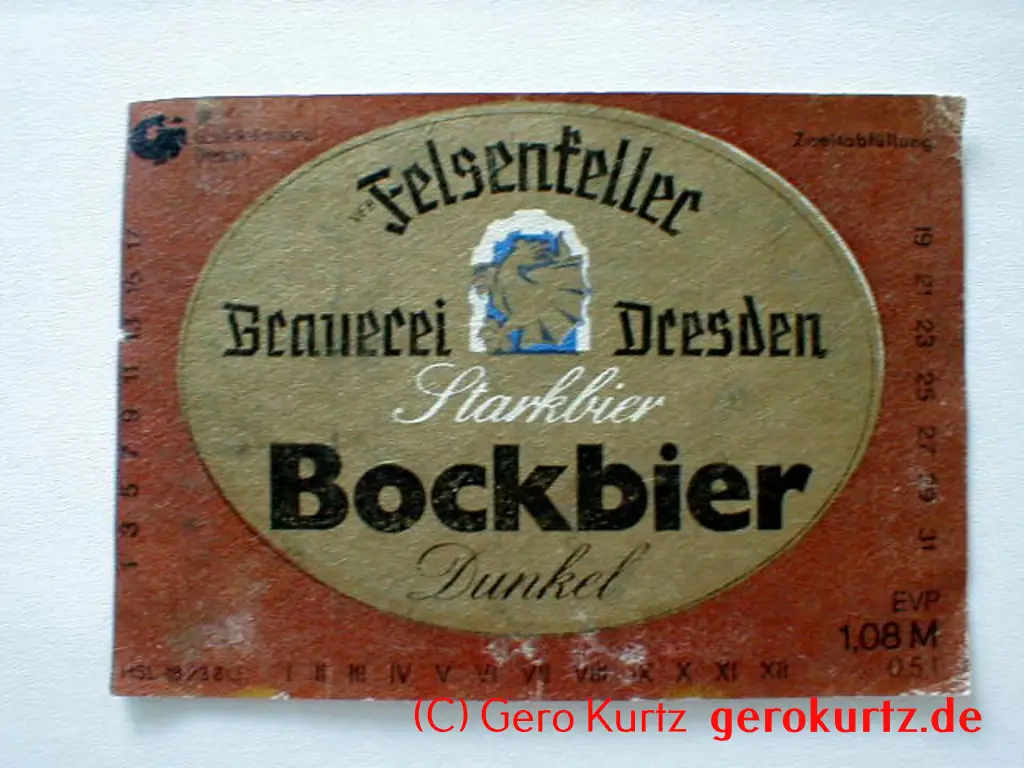 Zweitabfüllung
VEB
Felsenkeller
Brauerei Dresden
Starkbier
Bockbier
Dunkel
1 3 5 7 9 11 13 15 17
19 21 23 25 27 29 31
EVP
1,08 M
0,5 l
I II III IV V VI VII VIII IX X XI XII
(C) Gero Kurtz gerokurtz.de